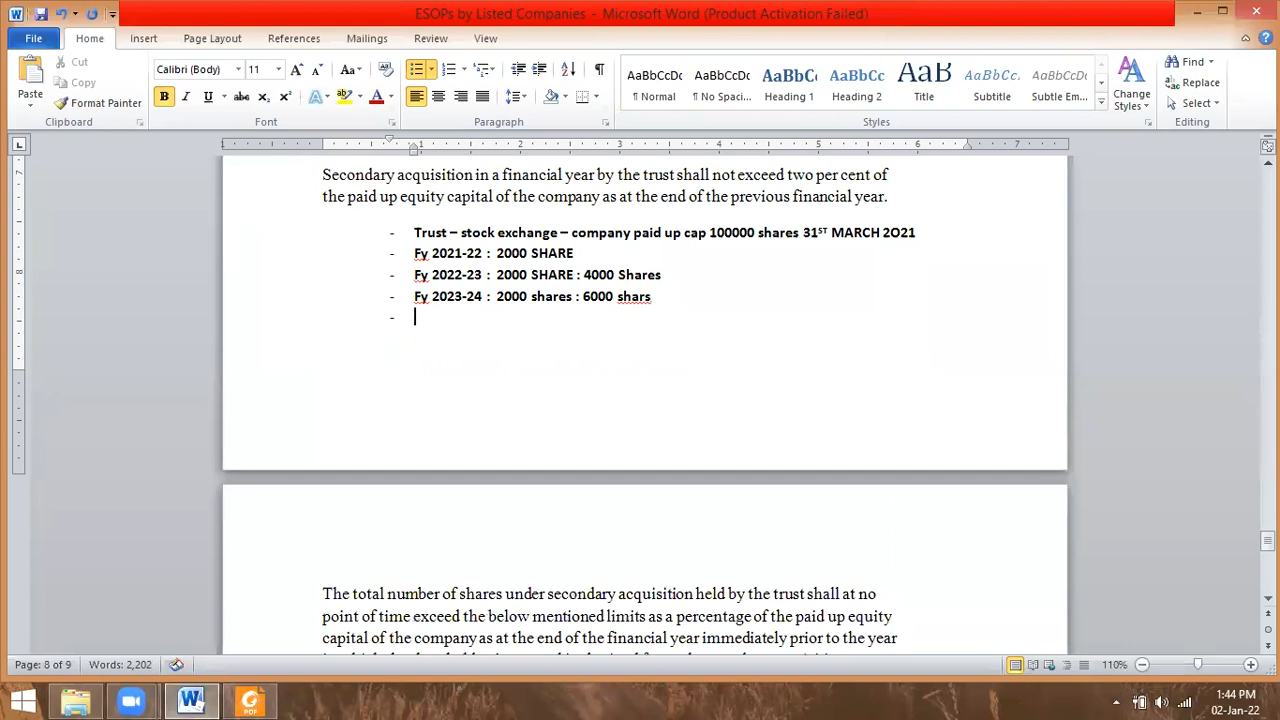 ESOPs by Listed Companies - Microsoft Word (Product Activation Failed)
File Home Insert Page Layout References Mailings Review View
Paste Cut Copy Format Painter
Calibri (Body) 11
AaBbCcDc AaBbCcDc AaBbCc AaBbCc AaB AaBbCc. AaBbCcDc
¶ Normal ¶ No Spaci... Heading 1 Heading 2 Title Subtitle Subtle Em...
Change Styles
Find Replace Select
Clipboard Font Paragraph Styles Editing
1 1 2 3 4 5 6 7
Secondary acquisition in a financial year by the trust shall not exceed two per cent of
the paid up equity capital of the company as at the end of the previous financial year.
- Trust – stock exchange – company paid up cap 100000 shares 31ST MARCH 2O21
- Fy 2021-22 : 2000 SHARE
- Fy 2022-23 : 2000 SHARE : 4000 Shares
- Fy 2023-24 : 2000 shares : 6000 shars
-
The total number of shares under secondary acquisition held by the trust shall at no
point of time exceed the below mentioned limits as a percentage of the paid up equity
capital of the company as at the end of the financial year immediately prior to the year
Page: 8 of 9 Words: 2,202 110%
1:44 PM
02-Jan-22